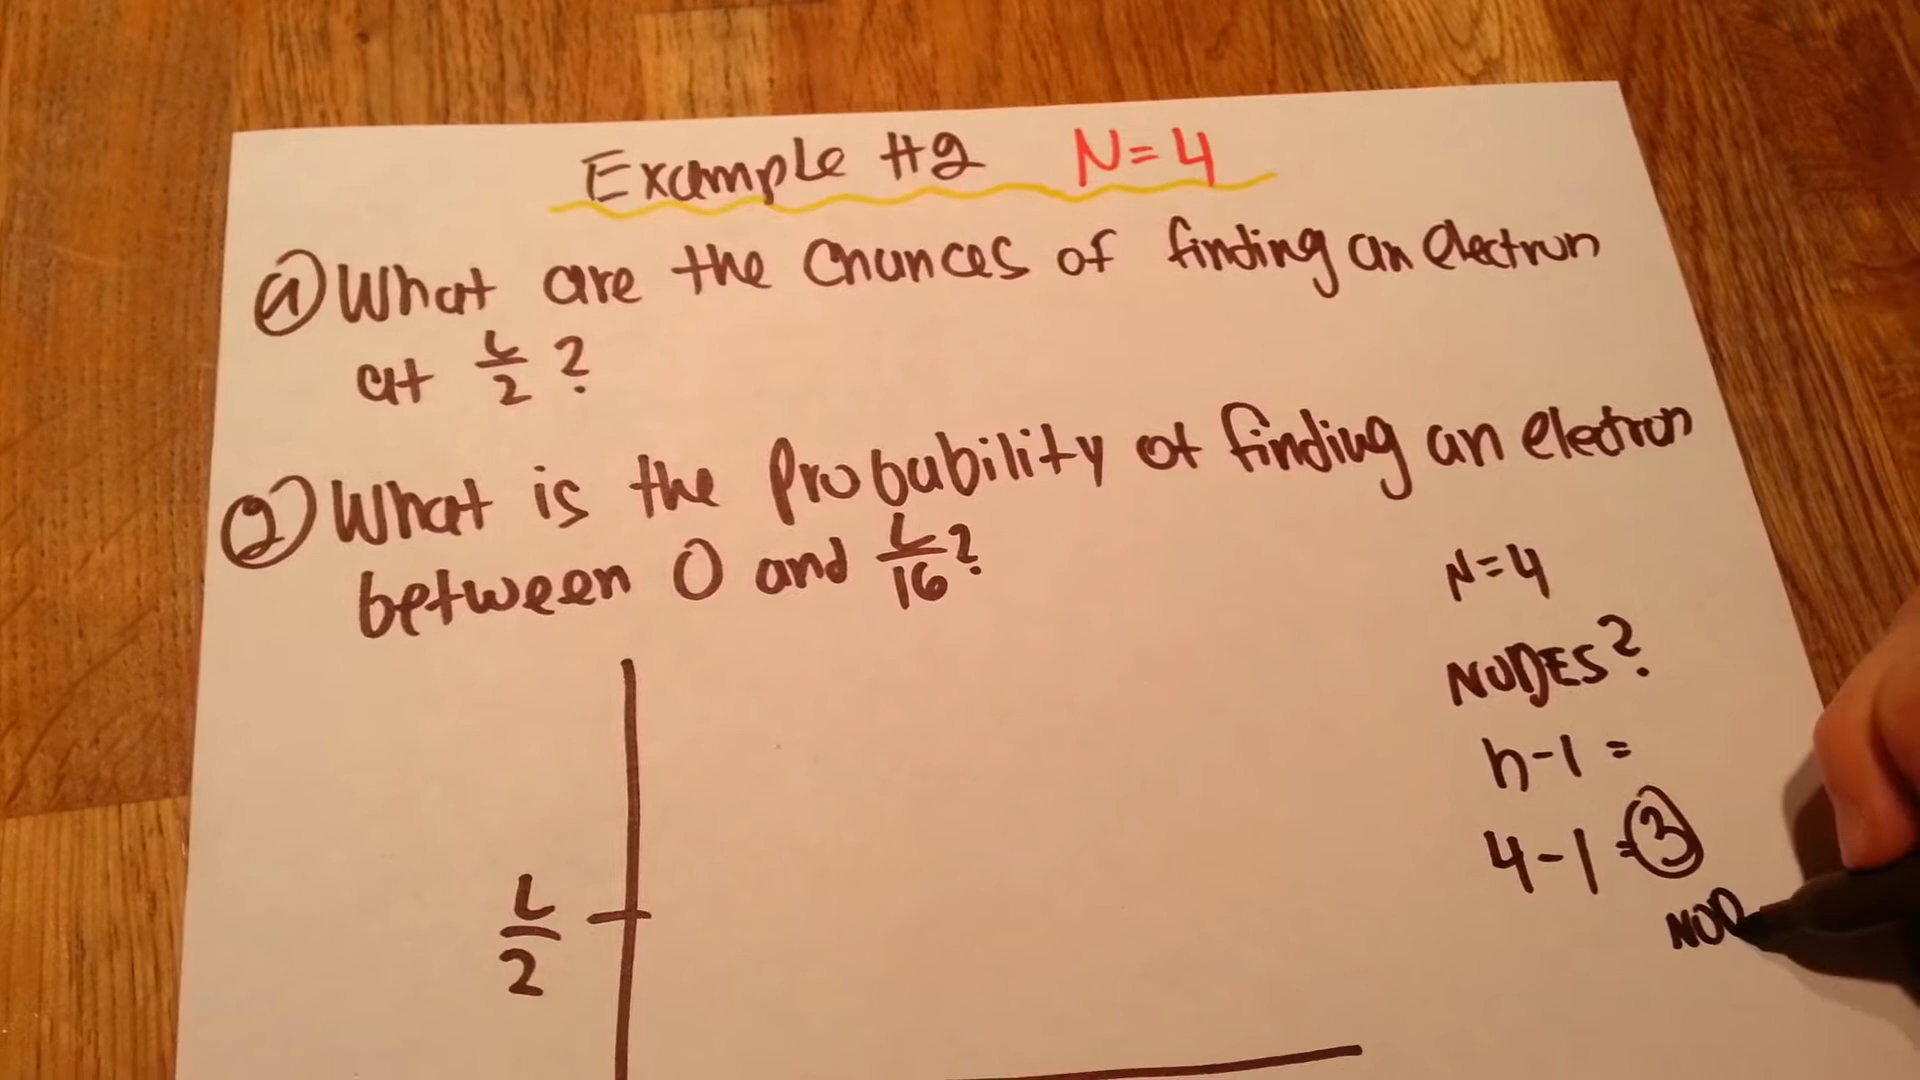 Example #2 N=4
① What are the chances of finding an electron
at L/2?
② What is the Probability of finding an electron
between 0 and L/16?
N=4
NODES?
n-1=
4-1=3
NOD
L/2